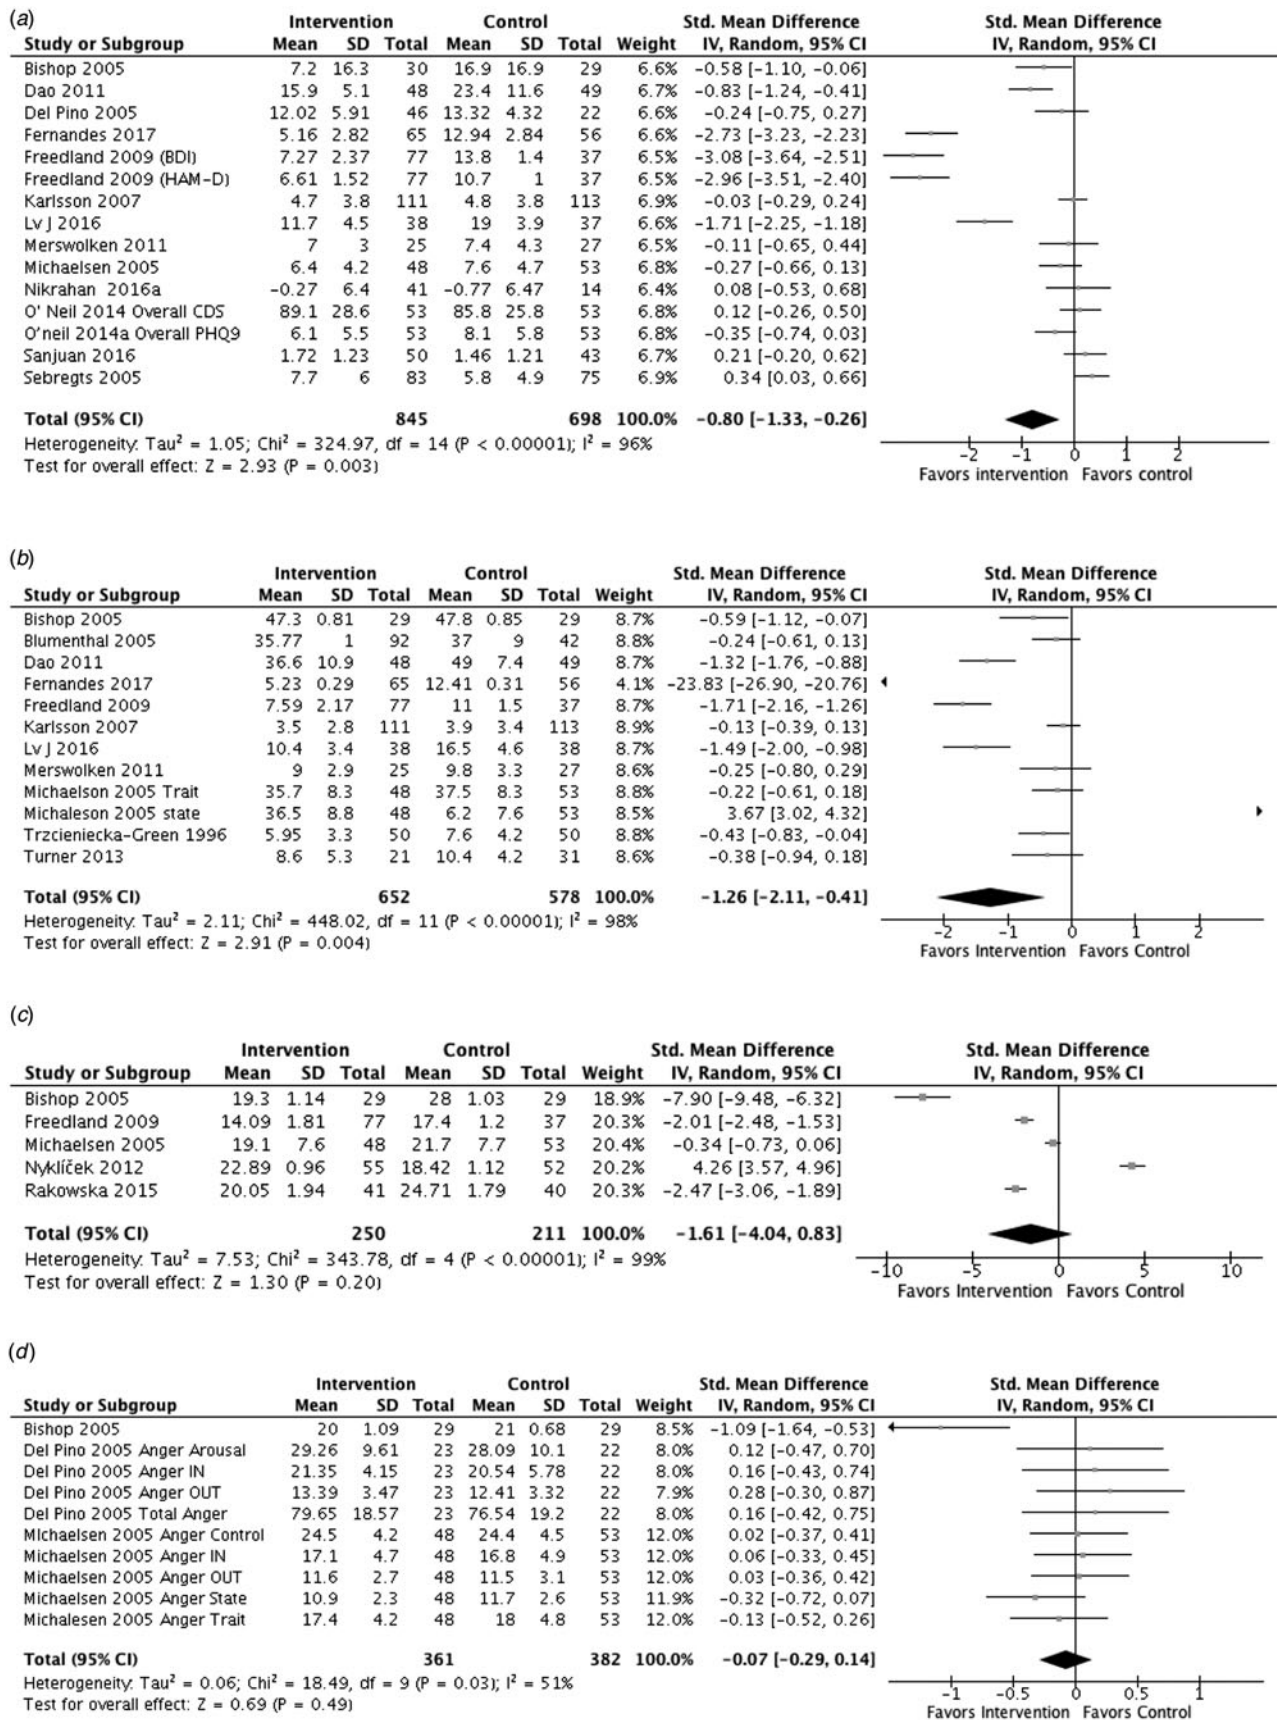 (a)
Intervention Control Std. Mean Difference Std. Mean Difference
Study or Subgroup Mean SD Total Mean SD Total Weight IV, Random, 95% CI IV, Random, 95% CI
Bishop 2005 7.2 16.3 30 16.9 16.9 29 6.6% −0.58 [−1.10, −0.06]
Dao 2011 15.9 5.1 48 23.4 11.6 49 6.7% −0.83 [−1.24, −0.41]
Del Pino 2005 12.02 5.91 46 13.32 4.32 22 6.6% −0.24 [−0.75, 0.27]
Fernandes 2017 5.16 2.82 65 12.94 2.84 56 6.6% −2.73 [−3.23, −2.23]
Freedland 2009 (BDI) 7.27 2.37 77 13.8 1.4 37 6.5% −3.08 [−3.64, −2.51]
Freedland 2009 (HAM−D) 6.61 1.52 77 10.7 1 37 6.5% −2.96 [−3.51, −2.40]
Karlsson 2007 4.7 3.8 111 4.8 3.8 113 6.9% −0.03 [−0.29, 0.24]
Lv J 2016 11.7 4.5 38 19 3.9 37 6.6% −1.71 [−2.25, −1.18]
Merswolken 2011 7 3 25 7.4 4.3 27 6.5% −0.11 [−0.65, 0.44]
Michaelsen 2005 6.4 4.2 48 7.6 4.7 53 6.8% −0.27 [−0.66, 0.13]
Nikrahan 2016a −0.27 6.4 41 −0.77 6.47 14 6.4% 0.08 [−0.53, 0.68]
O' Neil 2014 Overall CDS 89.1 28.6 53 85.8 25.8 53 6.8% 0.12 [−0.26, 0.50]
O'neil 2014a Overall PHQ9 6.1 5.5 53 8.1 5.8 53 6.8% −0.35 [−0.74, 0.03]
Sanjuan 2016 1.72 1.23 50 1.46 1.21 43 6.7% 0.21 [−0.20, 0.62]
Sebregts 2005 7.7 6 83 5.8 4.9 75 6.9% 0.34 [0.03, 0.66]
Total (95% CI) 845 698 100.0% −0.80 [−1.33, −0.26]
Heterogeneity: Tau² = 1.05; Chi² = 324.97, df = 14 (P < 0.00001); I² = 96%
Test for overall effect: Z = 2.93 (P = 0.003)
−2 −1 0 1 2
Favors intervention Favors control
(b)
Intervention Control Std. Mean Difference Std. Mean Difference
Study or Subgroup Mean SD Total Mean SD Total Weight IV, Random, 95% CI IV, Random, 95% CI
Bishop 2005 47.3 0.81 29 47.8 0.85 29 8.7% −0.59 [−1.12, −0.07]
Blumenthal 2005 35.77 1 92 37 9 42 8.8% −0.24 [−0.61, 0.13]
Dao 2011 36.6 10.9 48 49 7.4 49 8.7% −1.32 [−1.76, −0.88]
Fernandes 2017 5.23 0.29 65 12.41 0.31 56 4.1% −23.83 [−26.90, −20.76]
Freedland 2009 7.59 2.17 77 11 1.5 37 8.7% −1.71 [−2.16, −1.26]
Karlsson 2007 3.5 2.8 111 3.9 3.4 113 8.9% −0.13 [−0.39, 0.13]
Lv J 2016 10.4 3.4 38 16.5 4.6 38 8.7% −1.49 [−2.00, −0.98]
Merswolken 2011 9 2.9 25 9.8 3.3 27 8.6% −0.25 [−0.80, 0.29]
Michaelson 2005 Trait 35.7 8.3 48 37.5 8.3 53 8.8% −0.22 [−0.61, 0.18]
Michaleson 2005 state 36.5 8.8 48 6.2 7.6 53 8.5% 3.67 [3.02, 4.32]
Trzcieniecka−Green 1996 5.95 3.3 50 7.6 4.2 50 8.8% −0.43 [−0.83, −0.04]
Turner 2013 8.6 5.3 21 10.4 4.2 31 8.6% −0.38 [−0.94, 0.18]
Total (95% CI) 652 578 100.0% −1.26 [−2.11, −0.41]
Heterogeneity: Tau² = 2.11; Chi² = 448.02, df = 11 (P < 0.00001); I² = 98%
Test for overall effect: Z = 2.91 (P = 0.004)
−2 −1 0 1 2
Favors Intervention Favors Control
(c)
Intervention Control Std. Mean Difference Std. Mean Difference
Study or Subgroup Mean SD Total Mean SD Total Weight IV, Random, 95% CI IV, Random, 95% CI
Bishop 2005 19.3 1.14 29 28 1.03 29 18.9% −7.90 [−9.48, −6.32]
Freedland 2009 14.09 1.81 77 17.4 1.2 37 20.3% −2.01 [−2.48, −1.53]
Michaelsen 2005 19.1 7.6 48 21.7 7.7 53 20.4% −0.34 [−0.73, 0.06]
Nyklíček 2012 22.89 0.96 55 18.42 1.12 52 20.2% 4.26 [3.57, 4.96]
Rakowska 2015 20.05 1.94 41 24.71 1.79 40 20.3% −2.47 [−3.06, −1.89]
Total (95% CI) 250 211 100.0% −1.61 [−4.04, 0.83]
Heterogeneity: Tau² = 7.53; Chi² = 343.78, df = 4 (P < 0.00001); I² = 99%
Test for overall effect: Z = 1.30 (P = 0.20)
−10 −5 0 5 10
Favors Intervention Favors Control
(d)
Intervention Control Std. Mean Difference Std. Mean Difference
Study or Subgroup Mean SD Total Mean SD Total Weight IV, Random, 95% CI IV, Random, 95% CI
Bishop 2005 20 1.09 29 21 0.68 29 8.5% −1.09 [−1.64, −0.53]
Del Pino 2005 Anger Arousal 29.26 9.61 23 28.09 10.1 22 8.0% 0.12 [−0.47, 0.70]
Del Pino 2005 Anger IN 21.35 4.15 23 20.54 5.78 22 8.0% 0.16 [−0.43, 0.74]
Del Pino 2005 Anger OUT 13.39 3.47 23 12.41 3.32 22 7.9% 0.28 [−0.30, 0.87]
Del Pino 2005 Total Anger 79.65 18.57 23 76.54 19.2 22 8.0% 0.16 [−0.42, 0.75]
MIchaelsen 2005 Anger Control 24.5 4.2 48 24.4 4.5 53 12.0% 0.02 [−0.37, 0.41]
Michaelsen 2005 Anger IN 17.1 4.7 48 16.8 4.9 53 12.0% 0.06 [−0.33, 0.45]
Michaelsen 2005 Anger OUT 11.6 2.7 48 11.5 3.1 53 12.0% 0.03 [−0.36, 0.42]
Michaelsen 2005 Anger State 10.9 2.3 48 11.7 2.6 53 11.9% −0.32 [−0.72, 0.07]
Michalesen 2005 Anger Trait 17.4 4.2 48 18 4.8 53 12.0% −0.13 [−0.52, 0.26]
Total (95% CI) 361 382 100.0% −0.07 [−0.29, 0.14]
Heterogeneity: Tau² = 0.06; Chi² = 18.49, df = 9 (P = 0.03); I² = 51%
Test for overall effect: Z = 0.69 (P = 0.49)
−1 −0.5 0 0.5 1
Favors Intervention Favors Control